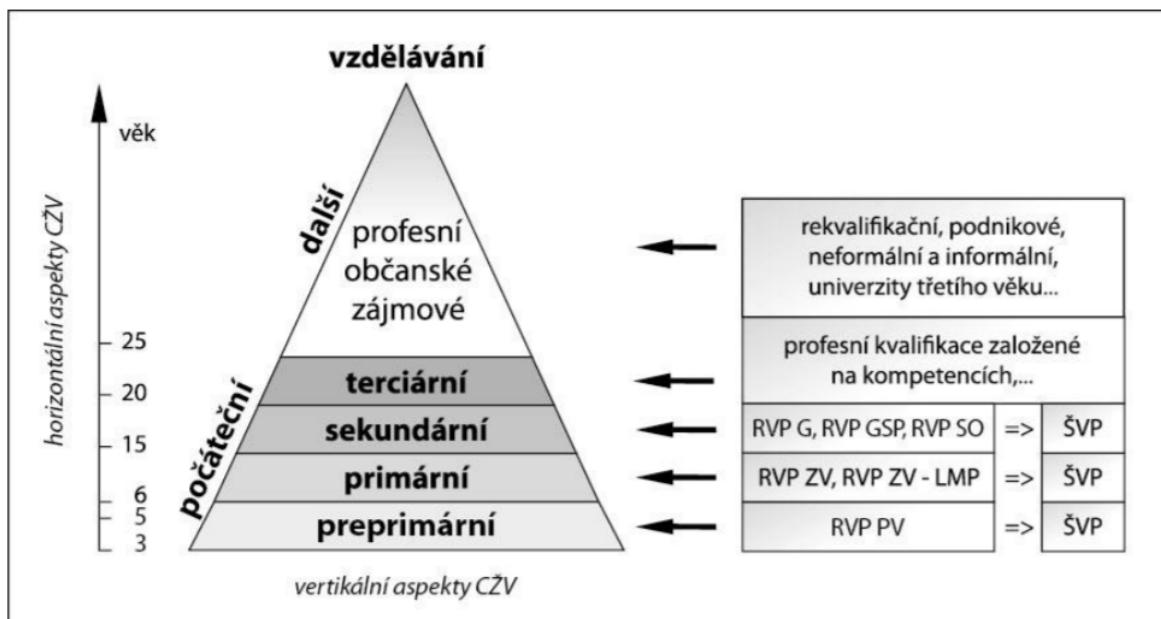 vzdělávání
věk
horizontální aspekty CŽV
25
20
15
6
5
3
další
počáteční
profesní
občanské
zájmové
terciární
sekundární
primární
preprimární
vertikální aspekty CŽV
rekvalifikační, podnikové,
neformální a informální,
univerzity třetího věku...
profesní kvalifikace založené
na kompetencích,...
RVP G, RVP GSP, RVP SO => ŠVP
RVP ZV, RVP ZV - LMP => ŠVP
RVP PV => ŠVP